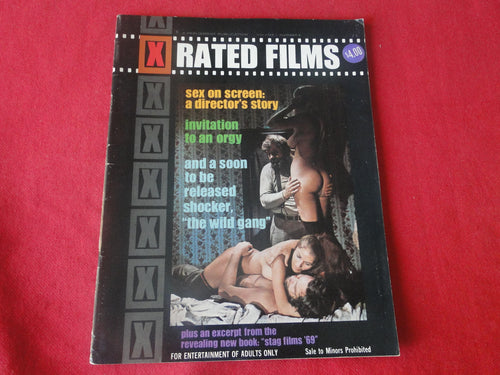 X RATED FILMS
$4.00
sex on screen:
a director's story
invitation
to an orgy
and a soon
to be
released
shocker,
"the wild gang"
plus an excerpt from the
revealing new book: "stag films '69"
FOR ENTERTAINMENT OF ADULTS ONLY
Sale to Minors Prohibited
X
X
X
X
X
X
X